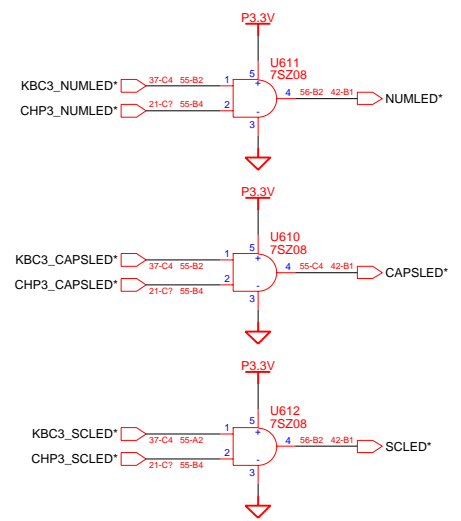 P3.3V
U611
7SZ08
5
+
KBC3_NUMLED* 37-C4 55-B2 1
4 56-B2 42-B1 NUMLED*
CHP3_NUMLED* 21-C? 55-B4 2
-
3
P3.3V
U610
7SZ08
5
+
KBC3_CAPSLED* 37-C4 55-B2 1
4 55-C4 42-B1 CAPSLED*
CHP3_CAPSLED* 21-C? 55-B4 2
-
3
P3.3V
U612
7SZ08
5
+
KBC3_SCLED* 37-C4 55-A2 1
4 56-B2 42-B1 SCLED*
CHP3_SCLED* 21-C? 55-B4 2
-
3